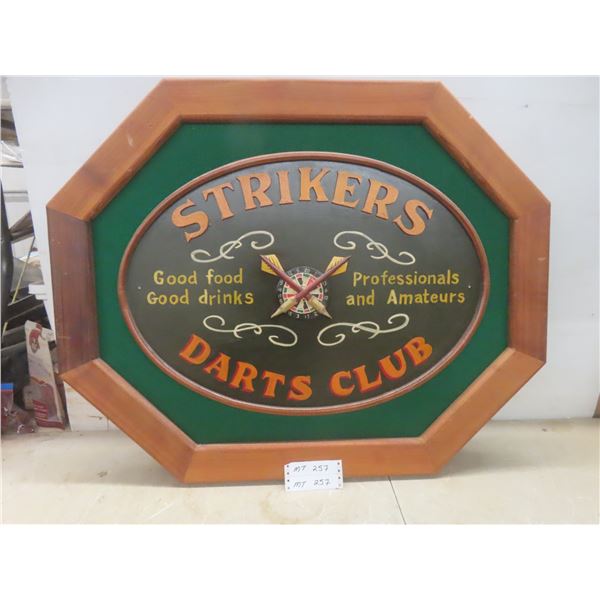 STRIKERS
Good food
Good drinks
Professionals
and Amateurs
DARTS CLUB
MT 257
MT 257